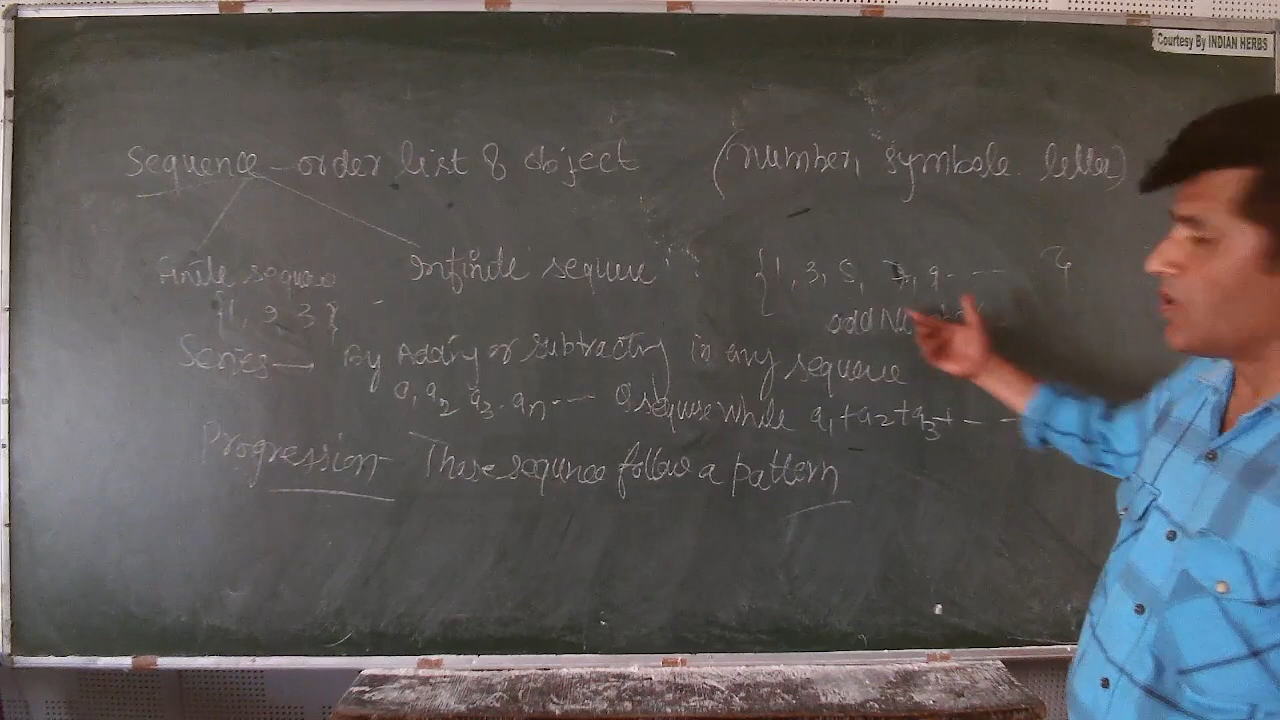 Courtesy By INDIAN HERBS
Sequence - order list of object (number, symbole letter)
Finite sequence Infinite sequence {1, 3, 5, 7, 9 - - -- }
{1, 2, 3} odd
Series — By Adding or subtracting in any sequence
a1 a2 a3 . an - - - sequence while a1 + a2 + a3 + - - -
Progression - sequence follow a pattern